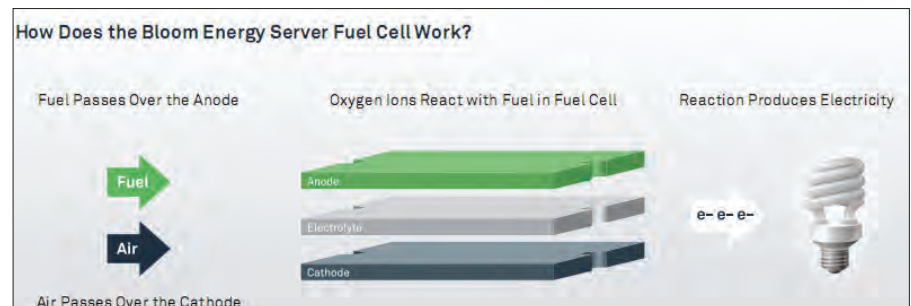 How Does the Bloom Energy Server Fuel Cell Work?
Fuel Passes Over the Anode
Oxygen Ions React with Fuel in Fuel Cell
Reaction Produces Electricity
Fuel
Anode
Electrolyte
e- e- e-
Air
Cathode
Air Passes Over the Cathode